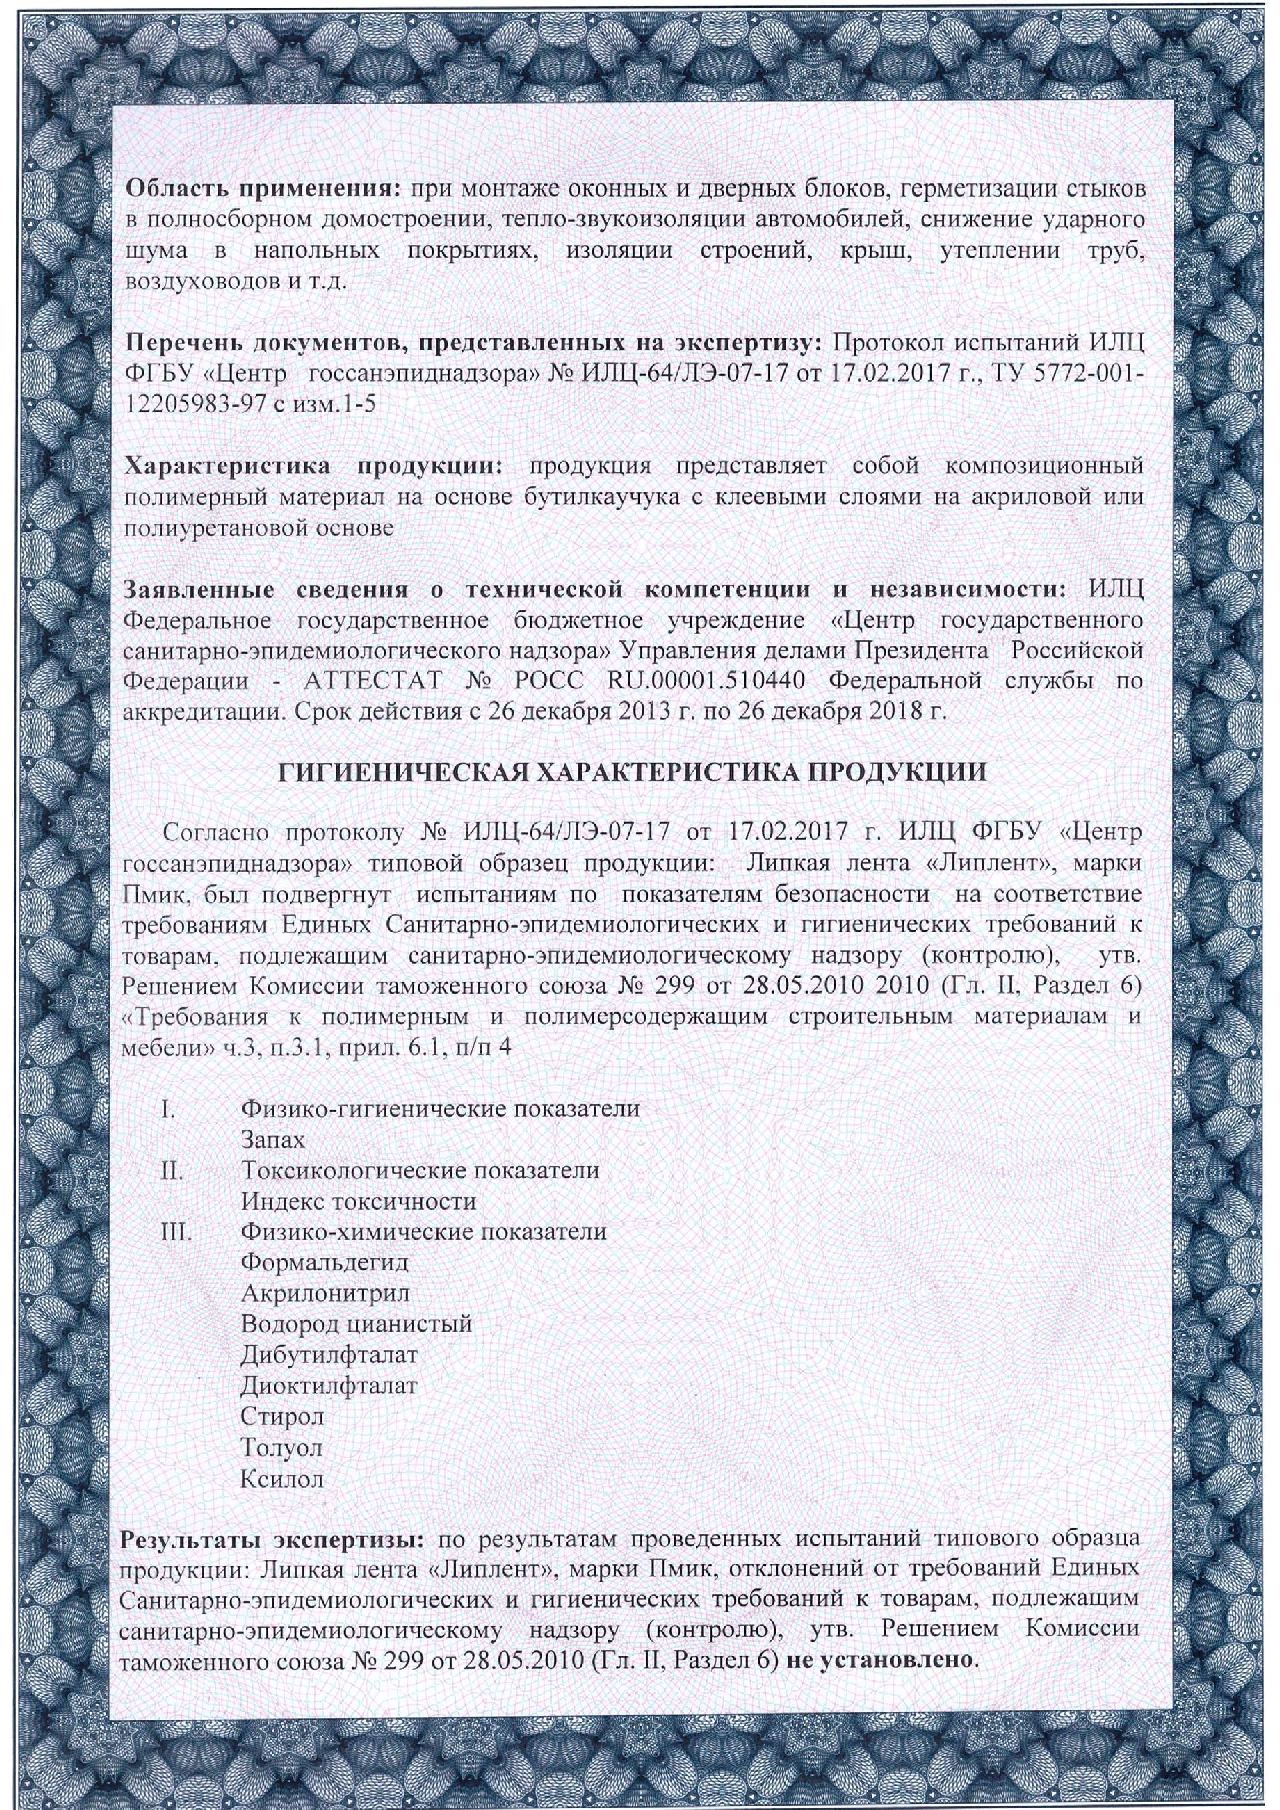 Область применения: при монтаже оконных и дверных блоков, герметизации стыков
в полносборном домостроении, тепло-звукоизоляции автомобилей, снижение ударного
шума в напольных покрытиях, изоляции строений, крыш, утеплении труб,
воздуховодов и т.д.
Перечень документов, представленных на экспертизу: Протокол испытаний ИЛЦ
ФГБУ «Центр госсанэпиднадзора» № ИЛЦ-64/ЛЭ-07-17 от 17.02.2017 г., ТУ 5772-001-
12205983-97 с изм.1-5
Характеристика продукции: продукция представляет собой композиционный
полимерный материал на основе бутилкаучука с клеевыми слоями на акриловой или
полиуретановой основе
Заявленные сведения о технической компетенции и независимости: ИЛЦ
Федеральное государственное бюджетное учреждение «Центр государственного
санитарно-эпидемиологического надзора» Управления делами Президента Российской
Федерации - АТТЕСТАТ № РОСС RU.00001.510440 Федеральной службы по
аккредитации. Срок действия с 26 декабря 2013 г. по 26 декабря 2018 г.
ГИГИЕНИЧЕСКАЯ ХАРАКТЕРИСТИКА ПРОДУКЦИИ
Согласно протоколу № ИЛЦ-64/ЛЭ-07-17 от 17.02.2017 г. ИЛЦ ФГБУ «Центр
госсанэпиднадзора» типовой образец продукции: Липкая лента «Липлент», марки
Пмик, был подвергнут испытаниям по показателям безопасности на соответствие
требованиям Единых Санитарно-эпидемиологических и гигиенических требований к
товарам, подлежащим санитарно-эпидемиологическому надзору (контролю), утв.
Решением Комиссии таможенного союза № 299 от 28.05.2010 2010 (Гл. II, Раздел 6)
«Требования к полимерным и полимерсодержащим строительным материалам и
мебели» ч.3, п.3.1, прил. 6.1, п/п 4
I. Физико-гигиенические показатели
Запах
II. Токсикологические показатели
Индекс токсичности
III. Физико-химические показатели
Формальдегид
Акрилонитрил
Водород цианистый
Дибутилфталат
Диоктилфталат
Стирол
Толуол
Ксилол
Результаты экспертизы: по результатам проведенных испытаний типового образца
продукции: Липкая лента «Липлент», марки Пмик, отклонений от требований Единых
Санитарно-эпидемиологических и гигиенических требований к товарам, подлежащим
санитарно-эпидемиологическому надзору (контролю), утв. Решением Комиссии
таможенного союза № 299 от 28.05.2010 (Гл. II, Раздел 6) не установлено.